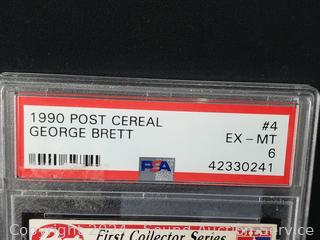 1990 POST CEREAL #4
GEORGE BRETT EX - MT
6
PSA 42330241
First Collector Series